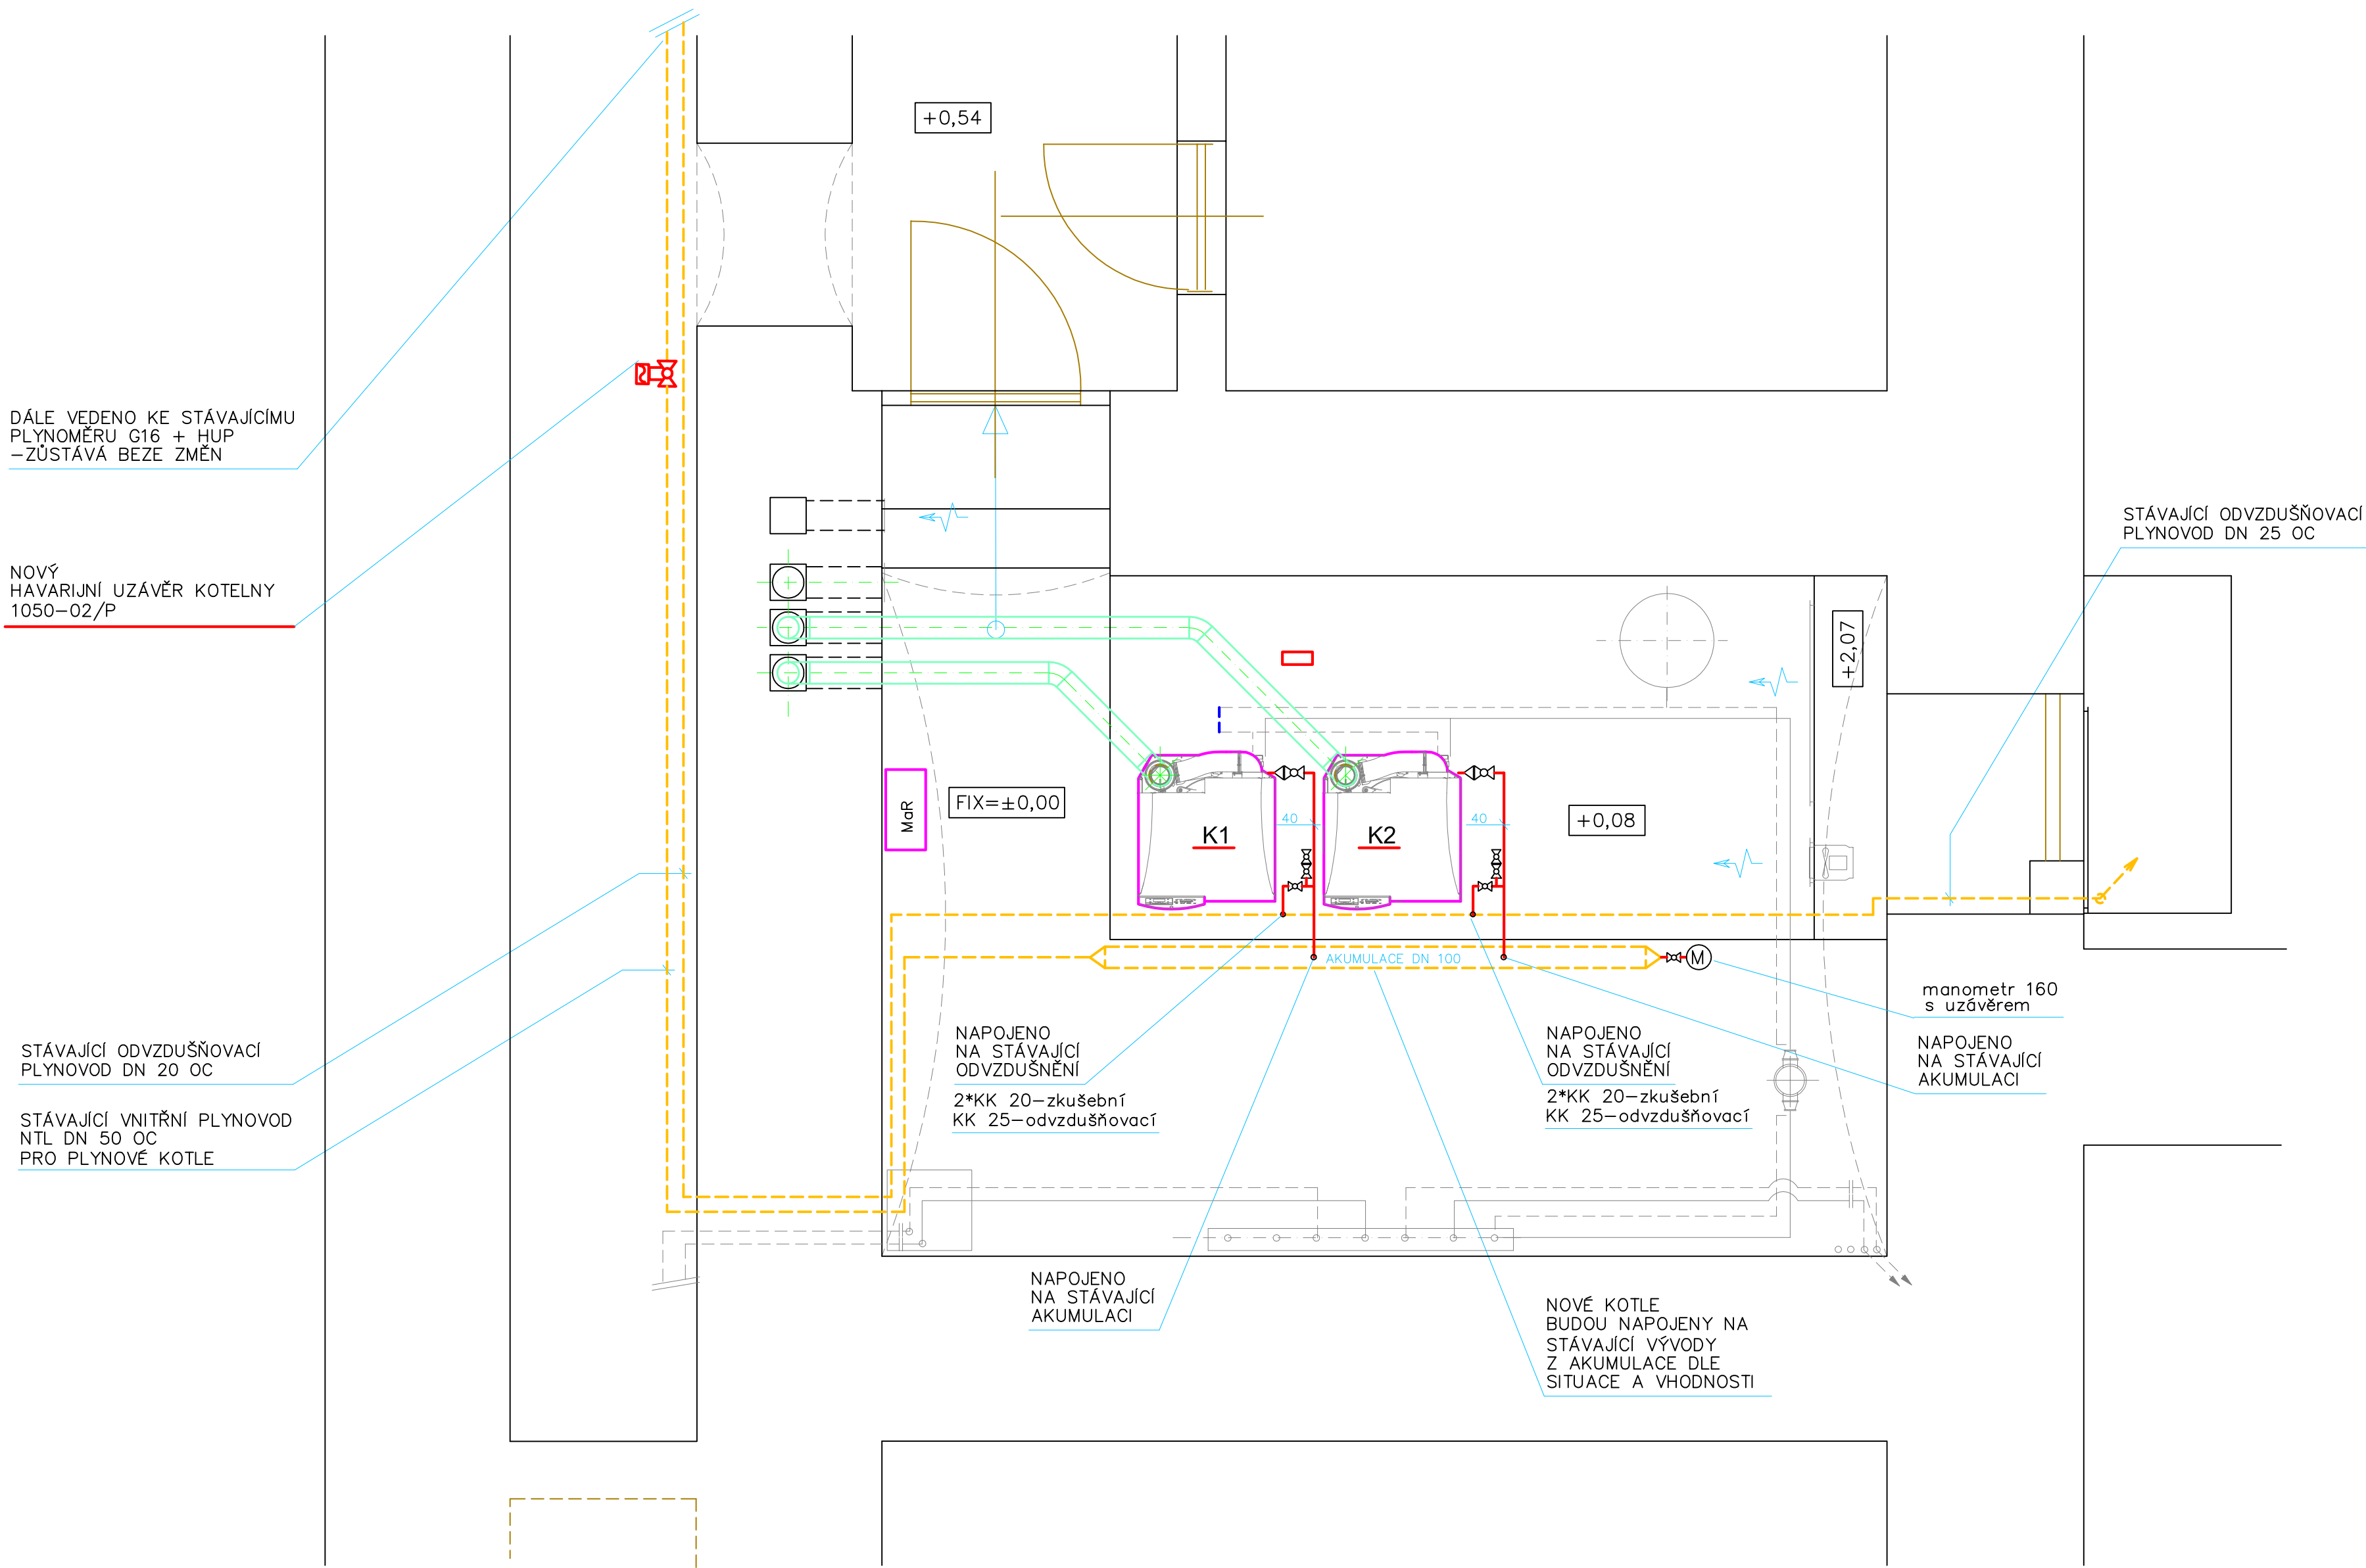 +0,54
DÁLE VEDENO KE STÁVAJÍCÍMU
PLYNOMĚRU G16 + HUP
-ZŮSTÁVÁ BEZE ZMĚN
NOVÝ
HAVARIJNÍ UZÁVĚR KOTELNY
1050-02/P
STÁVAJÍCÍ ODVZDUŠŇOVACÍ
PLYNOVOD DN 25 OC
+2,07
MaR
FIX=±0,00
K1
40
K2
40
+0,08
AKUMULACE DN 100
M
manometr 160
s uzávěrem
STÁVAJÍCÍ ODVZDUŠŇOVACÍ
PLYNOVOD DN 20 OC
STÁVAJÍCÍ VNITŘNÍ PLYNOVOD
NTL DN 50 OC
PRO PLYNOVÉ KOTLE
NAPOJENO
NA STÁVAJÍCÍ
ODVZDUŠNĚNÍ
2*KK 20-zkušební
KK 25-odvzdušňovací
NAPOJENO
NA STÁVAJÍCÍ
ODVZDUŠNĚNÍ
2*KK 20-zkušební
KK 25-odvzdušňovací
NAPOJENO
NA STÁVAJÍCÍ
AKUMULACI
NAPOJENO
NA STÁVAJÍCÍ
AKUMULACI
NOVÉ KOTLE
BUDOU NAPOJENY NA
STÁVAJÍCÍ VÝVODY
Z AKUMULACE DLE
SITUACE A VHODNOSTI